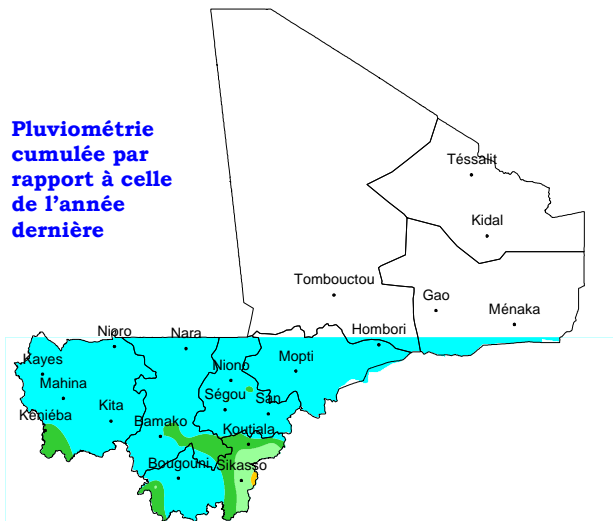 Pluviométrie
cumulée par
rapport à celle
de l'année
dernière
Téssalit
Kidal
Tombouctou
Gao
Ménaka
Hombori
Nioro
Nara
Kayes
Niono
Mopti
Mahina
Ségou
San
Kéniéba
Kita
Bamako
Koutiala
Bougouni
Sikasso